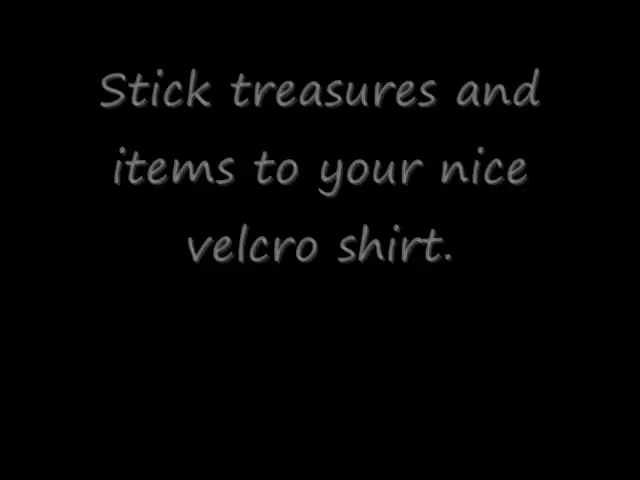 Stick treasures and
items to your nice
velcro shirt.